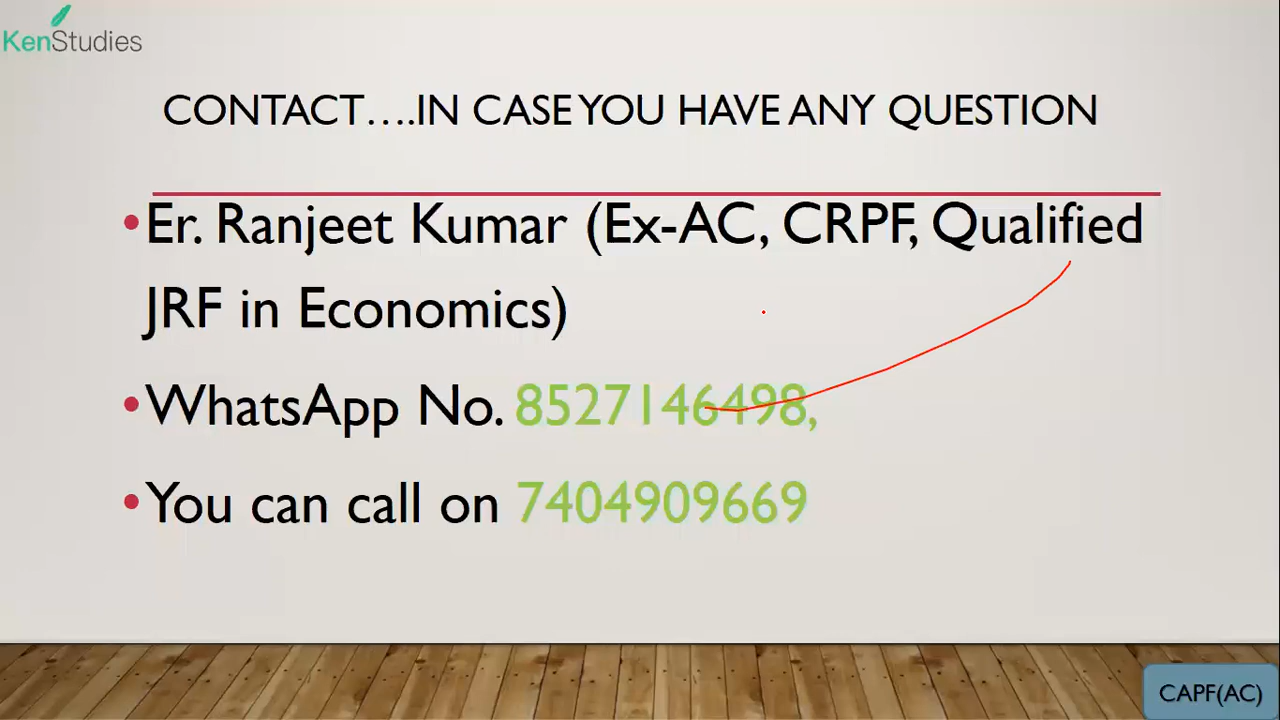 KenStudies
CONTACT….IN CASE YOU HAVE ANY QUESTION
•Er. Ranjeet Kumar (Ex-AC, CRPF, Qualified
JRF in Economics)
•WhatsApp No. 8527146498,
•You can call on 7404909669
CAPF(AC)